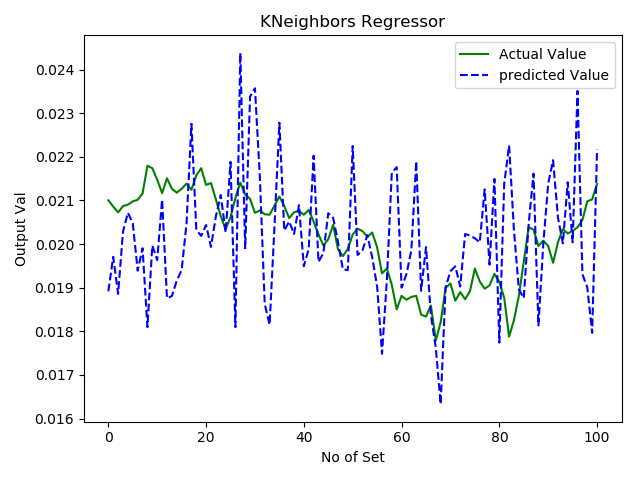 KNeighbors Regressor
Actual Value
predicted Value
Output Val
0.024
0.023
0.022
0.021
0.020
0.019
0.018
0.017
0.016
0 20 40 60 80 100
No of Set